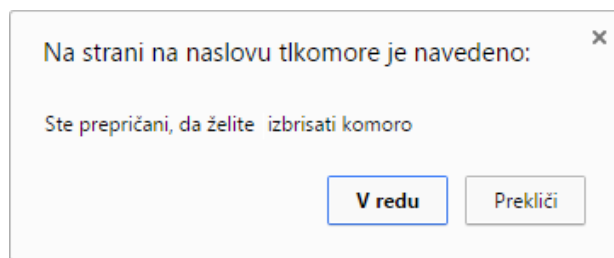 Na strani na naslovu tlkomore je navedeno:
Ste prepričani, da želite  izbrisati komoro
V redu
Prekliči